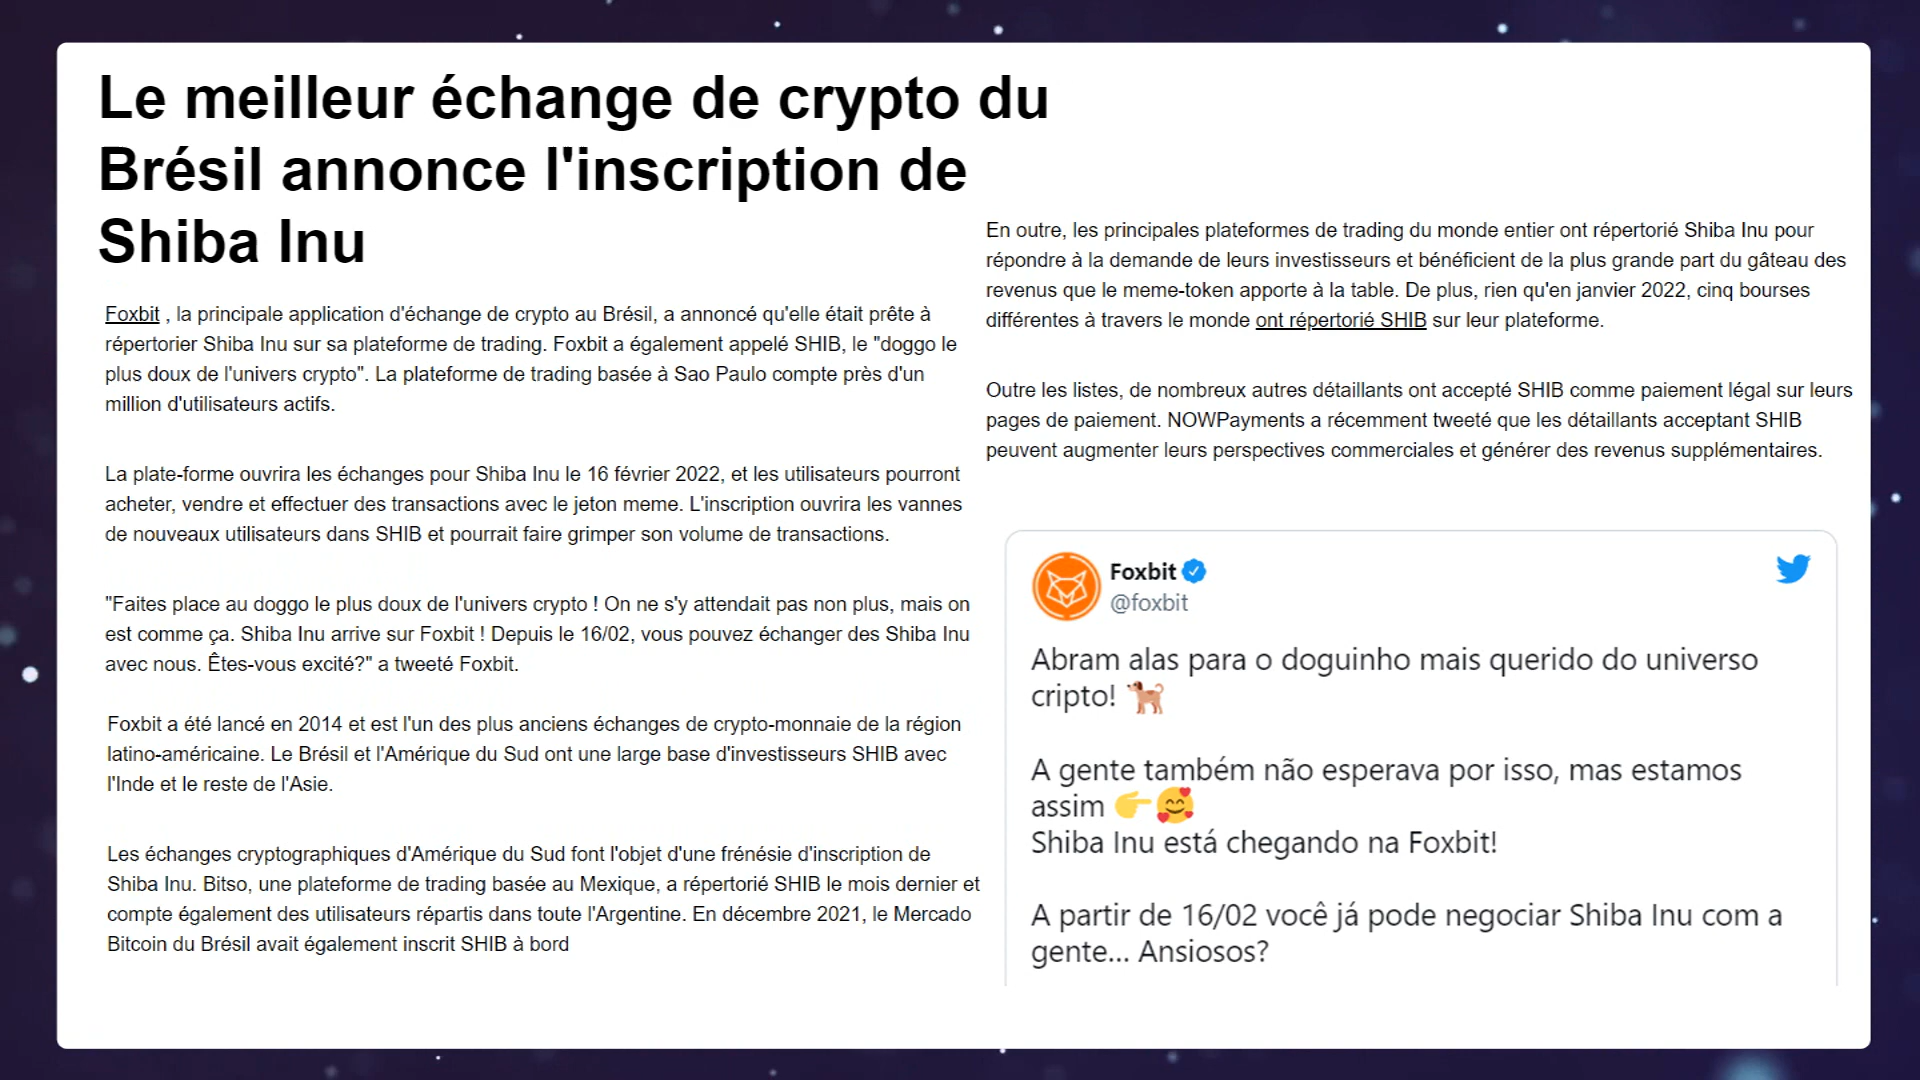 Le meilleur échange de crypto du
Brésil annonce l'inscription de
Shiba Inu
Foxbit , la principale application d'échange de crypto au Brésil, a annoncé qu'elle était prête à
répertorier Shiba Inu sur sa plateforme de trading. Foxbit a également appelé SHIB, le "doggo le
plus doux de l'univers crypto". La plateforme de trading basée à Sao Paulo compte près d'un
million d'utilisateurs actifs.
La plate-forme ouvrira les échanges pour Shiba Inu le 16 février 2022, et les utilisateurs pourront
acheter, vendre et effectuer des transactions avec le jeton meme. L'inscription ouvrira les vannes
de nouveaux utilisateurs dans SHIB et pourrait faire grimper son volume de transactions.
"Faites place au doggo le plus doux de l'univers crypto ! On ne s'y attendait pas non plus, mais on
est comme ça. Shiba Inu arrive sur Foxbit ! Depuis le 16/02, vous pouvez échanger des Shiba Inu
avec nous. Êtes-vous excité?" a tweeté Foxbit.
Foxbit a été lancé en 2014 et est l'un des plus anciens échanges de crypto-monnaie de la région
latino-américaine. Le Brésil et l'Amérique du Sud ont une large base d'investisseurs SHIB avec
l'Inde et le reste de l'Asie.
Les échanges cryptographiques d'Amérique du Sud font l'objet d'une frénésie d'inscription de
Shiba Inu. Bitso, une plateforme de trading basée au Mexique, a répertorié SHIB le mois dernier et
compte également des utilisateurs répartis dans toute l'Argentine. En décembre 2021, le Mercado
Bitcoin du Brésil avait également inscrit SHIB à bord
En outre, les principales plateformes de trading du monde entier ont répertorié Shiba Inu pour
répondre à la demande de leurs investisseurs et bénéficient de la plus grande part du gâteau des
revenus que le meme-token apporte à la table. De plus, rien qu'en janvier 2022, cinq bourses
différentes à travers le monde ont répertorié SHIB sur leur plateforme.
Outre les listes, de nombreux autres détaillants ont accepté SHIB comme paiement légal sur leurs
pages de paiement. NOWPayments a récemment tweeté que les détaillants acceptant SHIB
peuvent augmenter leurs perspectives commerciales et générer des revenus supplémentaires.
Foxbit
@foxbit
Abram alas para o doguinho mais querido do universo
cripto! 🐕
A gente também não esperava por isso, mas estamos
assim 👉🥰
Shiba Inu está chegando na Foxbit!
A partir de 16/02 você já pode negociar Shiba Inu com a
gente... Ansiosos?